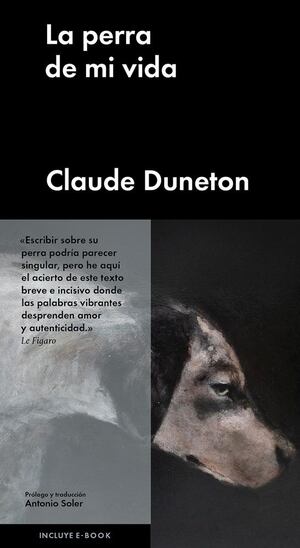 La perra
de mi vida
Claude Duneton
«Escribir sobre su
perra podría parecer
singular, pero he aquí
el acierto de este texto
breve e incisivo donde
las palabras vibrantes
desprenden amor
y autenticidad.»
Le Figaro
Prólogo y traducción
Antonio Soler
INCLUYE E-BOOK